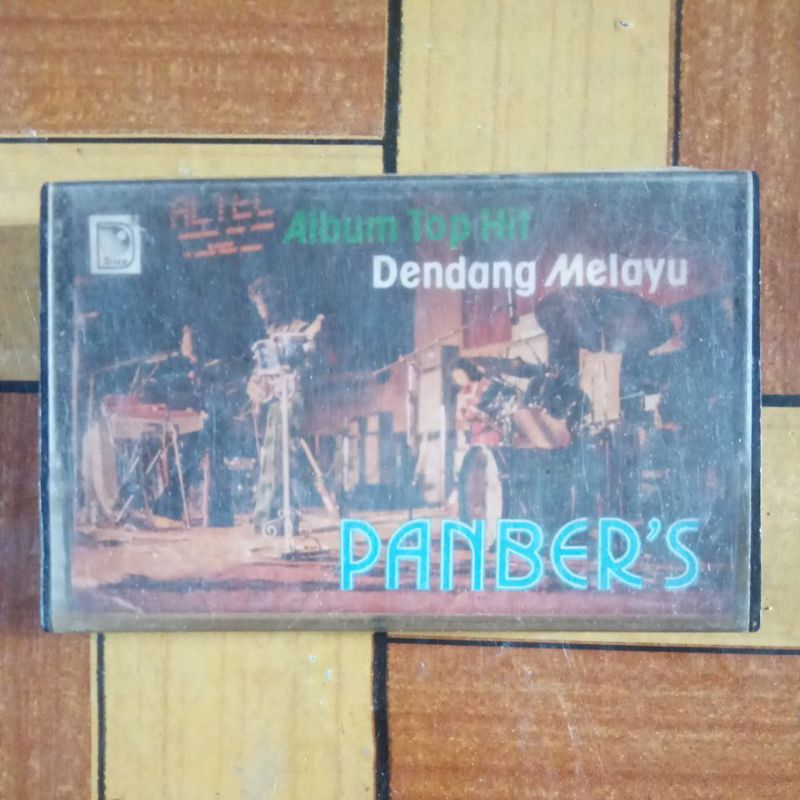 Album Top Hit
Dendang Melayu
PANBER'S